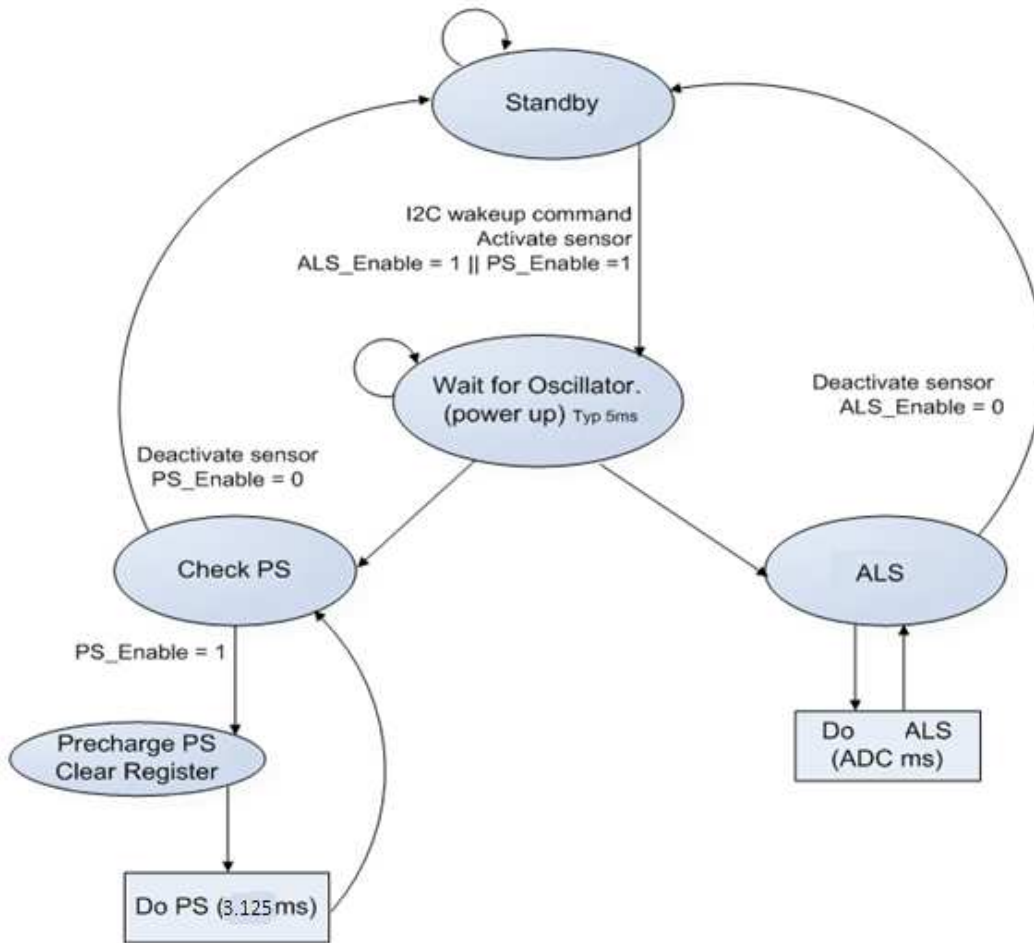 Standby
I2C wakeup command
Activate sensor
ALS_Enable = 1 || PS_Enable =1
Wait for Oscillator.
(power up) Typ 5ms
Deactivate sensor
ALS_Enable = 0
Deactivate sensor
PS_Enable = 0
Check PS
ALS
PS_Enable = 1
Do ALS
(ADC ms)
Precharge PS
Clear Register
Do PS (3.125ms)